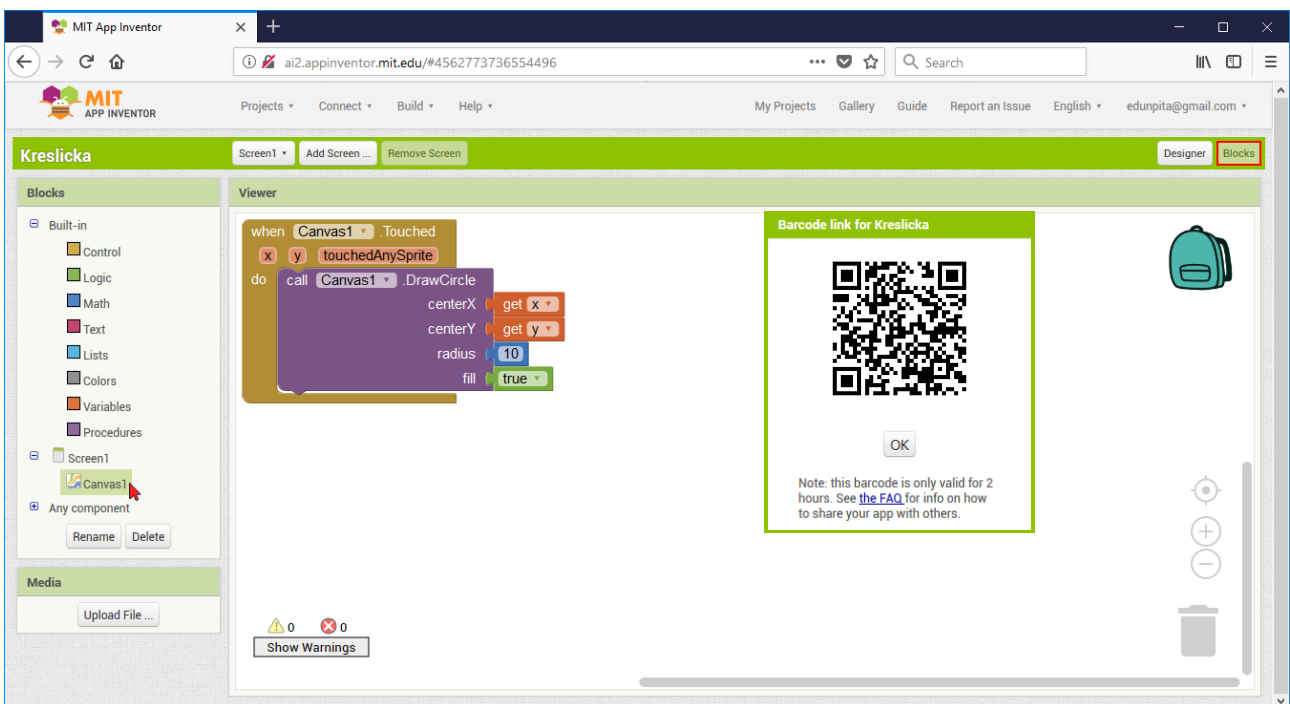 MIT App Inventor
ai2.appinventor.mit.edu/#4562773736554496
Search
MIT
APP INVENTOR
Projects Connect Build Help My Projects Gallery Guide Report an Issue English edunpita@gmail.com
Kreslicka Screen1 Add Screen ... Remove Screen Designer Blocks
Blocks
Built-in
Control
Logic
Math
Text
Lists
Colors
Variables
Procedures
Screen1
Canvas1
Any component
Rename Delete
Media
Upload File ...
Viewer
when Canvas1 .Touched
x y touchedAnySprite
do call Canvas1 .DrawCircle
centerX get x
centerY get y
radius 10
fill true
0 0
Show Warnings
Barcode link for Kreslicka
OK
Note: this barcode is only valid for 2
hours. See the FAQ for info on how
to share your app with others.